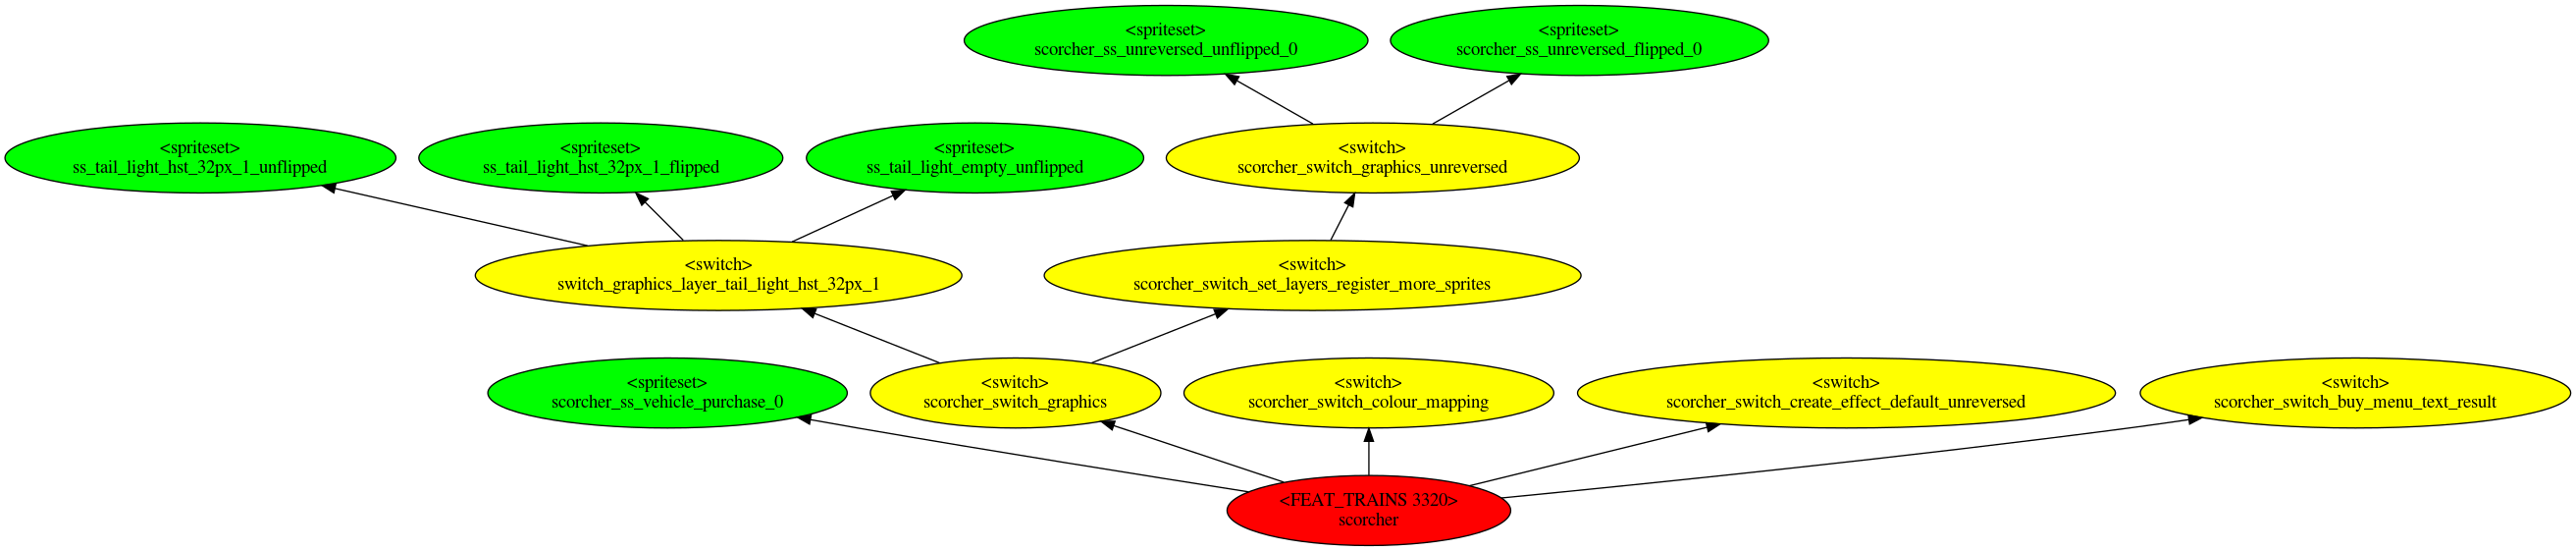 <spriteset>
scorcher_ss_unreversed_unflipped_0
<spriteset>
scorcher_ss_unreversed_flipped_0
<spriteset>
ss_tail_light_hst_32px_1_unflipped
<spriteset>
ss_tail_light_hst_32px_1_flipped
<spriteset>
ss_tail_light_empty_unflipped
<switch>
scorcher_switch_graphics_unreversed
<switch>
switch_graphics_layer_tail_light_hst_32px_1
<switch>
scorcher_switch_set_layers_register_more_sprites
<spriteset>
scorcher_ss_vehicle_purchase_0
<switch>
scorcher_switch_graphics
<switch>
scorcher_switch_colour_mapping
<switch>
scorcher_switch_create_effect_default_unreversed
<switch>
scorcher_switch_buy_menu_text_result
<FEAT_TRAINS 3320>
scorcher